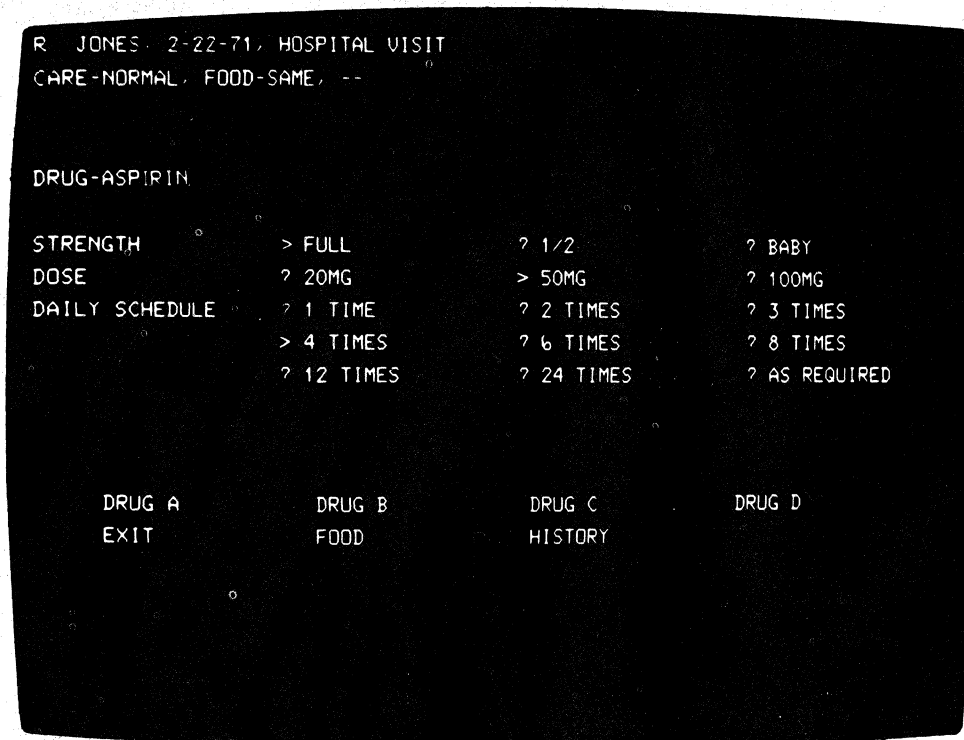 R JONES, 2-22-71, HOSPITAL VISIT
CARE-NORMAL, FOOD-SAME, --
DRUG-ASPIRIN
STRENGTH > FULL ? 1/2 ? BABY
DOSE ? 20MG > 50MG ? 100MG
DAILY SCHEDULE ? 1 TIME ? 2 TIMES ? 3 TIMES
> 4 TIMES ? 6 TIMES ? 8 TIMES
? 12 TIMES ? 24 TIMES ? AS REQUIRED
DRUG A DRUG B DRUG C DRUG D
EXIT FOOD HISTORY